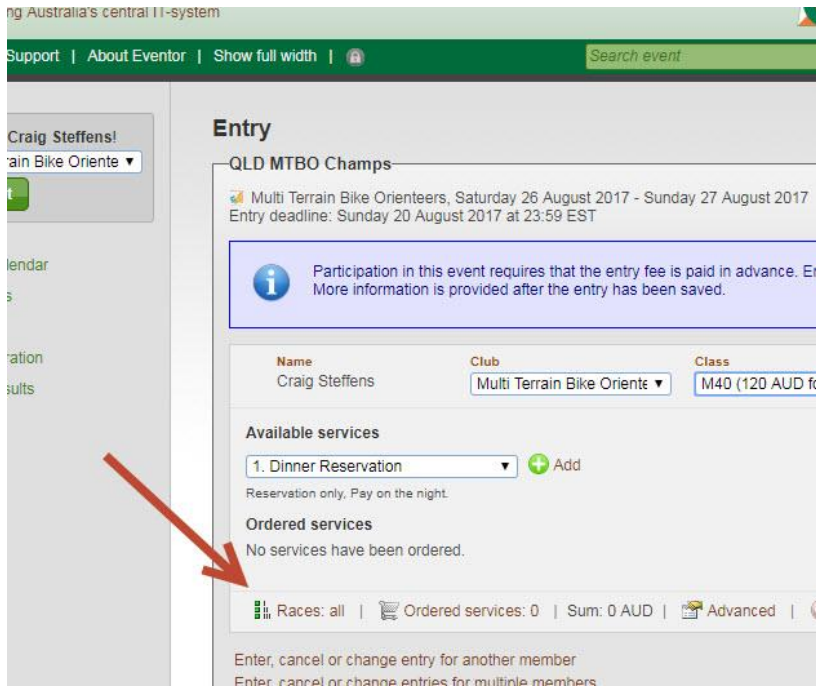 ng Australia's central IT-system
Support | About Eventor | Show full width |
Search event
Craig Steffens!
rain Bike Oriente
t
lendar
s
ration
sults
Entry
QLD MTBO Champs
Multi Terrain Bike Orienteers, Saturday 26 August 2017 - Sunday 27 August 2017
Entry deadline: Sunday 20 August 2017 at 23:59 EST
Participation in this event requires that the entry fee is paid in advance. En
More information is provided after the entry has been saved.
Name Club Class
Craig Steffens Multi Terrain Bike Oriente M40 (120 AUD fo
Available services
1. Dinner Reservation Add
Reservation only, Pay on the night.
Ordered services
No services have been ordered.
Races: all | Ordered services: 0 | Sum: 0 AUD | Advanced |
Enter, cancel or change entry for another member
Enter, cancel or change entries for multiple members